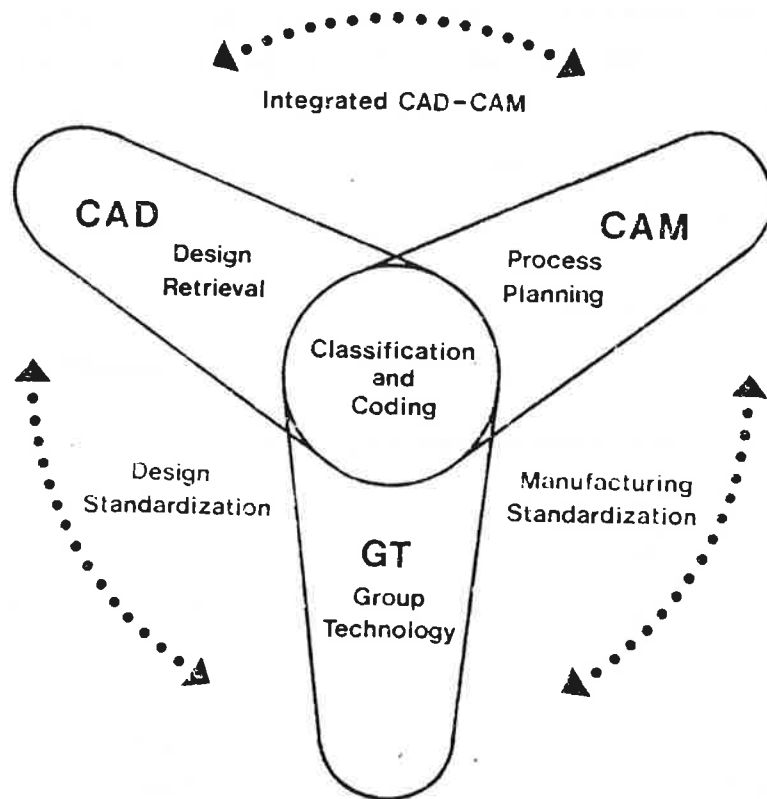 Integrated CAD-CAM
CAD
Design
Retrieval
CAM
Process
Planning
Classification
and
Coding
Design
Standardization
Manufacturing
Standardization
GT
Group
Technology